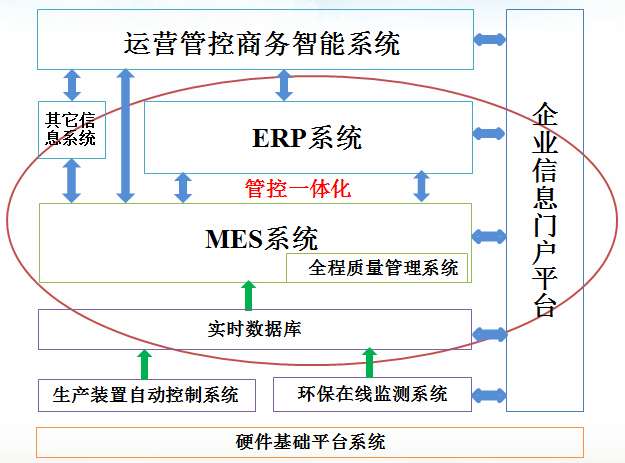 运营管控商务智能系统
其它信
息系统
ERP系统
管控一体化
MES系统
全程质量管理系统
实时数据库
生产装置自动控制系统
环保在线监测系统
企业信息门户平台
硬件基础平台系统